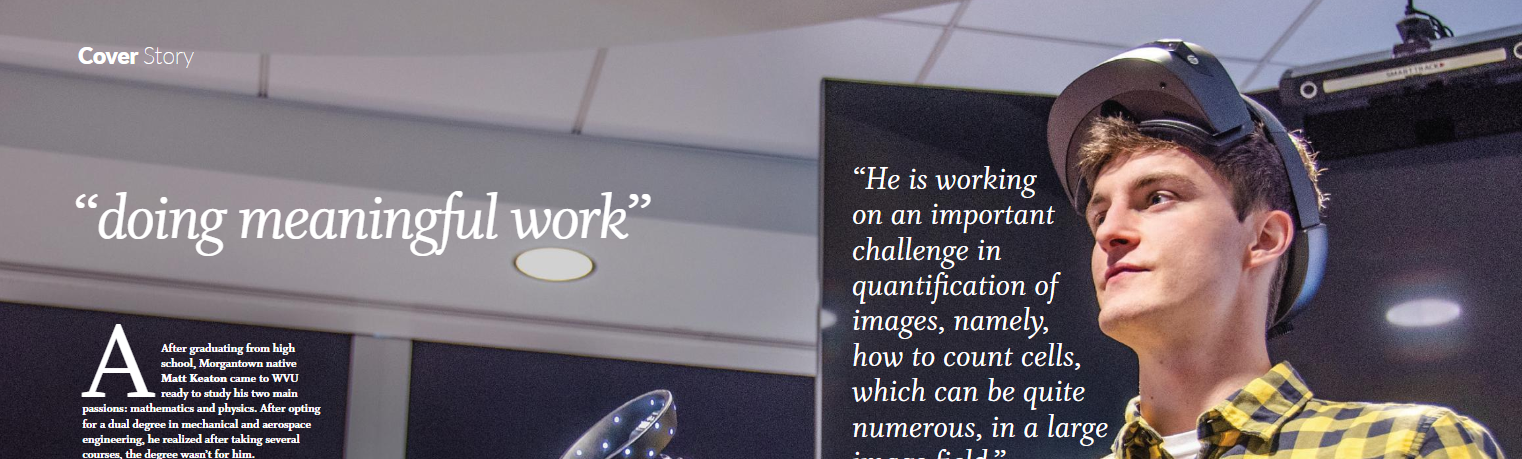 Cover Story
“doing meaningful work”
A
After graduating from high
school, Morgantown native
Matt Keaton came to WVU
ready to study his two main
passions: mathematics and physics. After opting
for a dual degree in mechanical and aerospace
engineering, he realized after taking several
courses, the degree wasn’t for him.
“He is working
on an important
challenge in
quantification of
images, namely,
how to count cells,
which can be quite
numerous, in a large
image field.”
SMARTTRACK